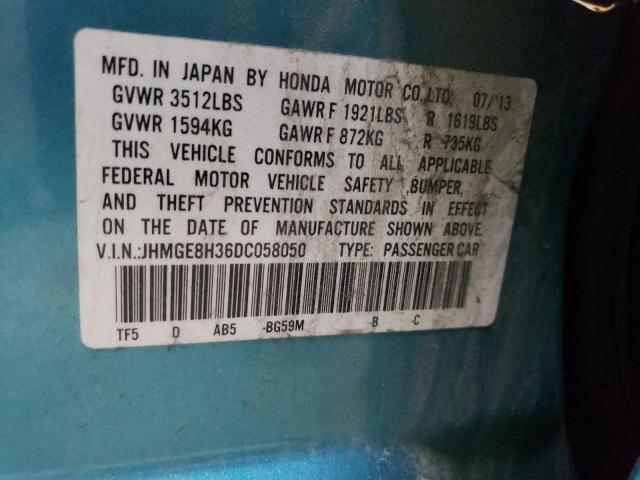 MFD. IN JAPAN BY HONDA MOTOR CO.,LTD. 07/'13
GVWR 3512LBS GAWR F 1921LBS R 1619LBS
GVWR 1594KG GAWR F 872KG R 735KG
THIS VEHICLE CONFORMS TO ALL APPLICABLE
FEDERAL MOTOR VEHICLE SAFETY ,BUMPER,
AND THEFT PREVENTION STANDARDS IN EFFECT
ON THE DATE OF MANUFACTURE SHOWN ABOVE.
V.I.N.:JHMGE8H36DC058050 TYPE: PASSENGER CAR
TF5 D AB5 -BG59M -B -C